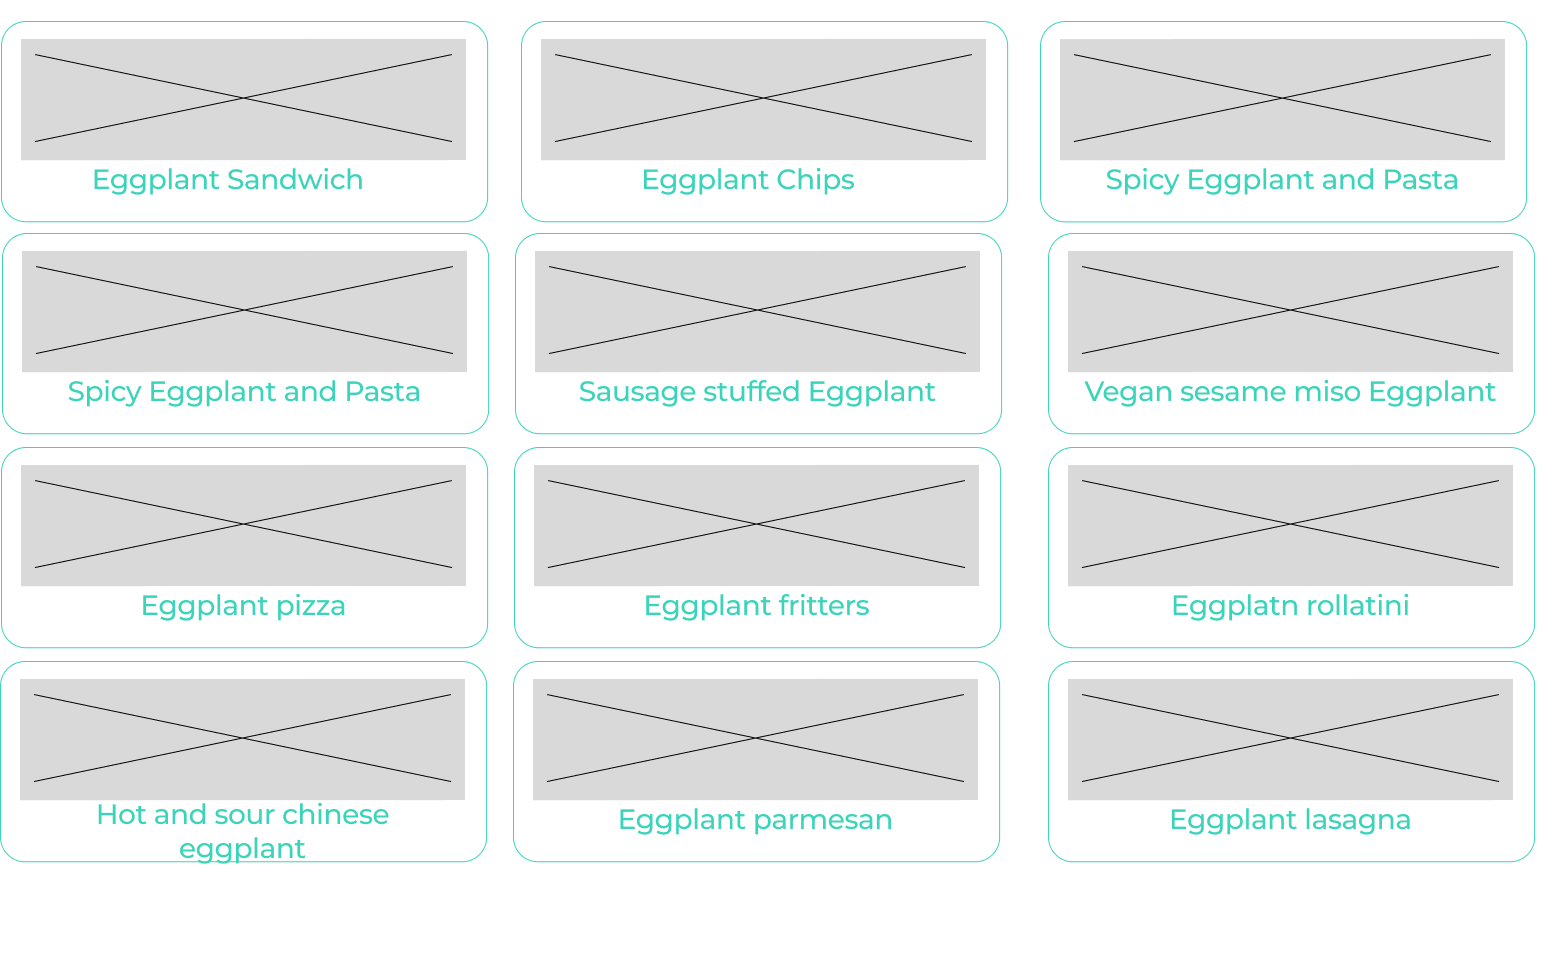 Eggplant Sandwich
Eggplant Chips
Spicy Eggplant and Pasta
Spicy Eggplant and Pasta
Sausage stuffed Eggplant
Vegan sesame miso Eggplant
Eggplant pizza
Eggplant fritters
Eggplatn rollatini
Hot and sour chinese
eggplant
Eggplant parmesan
Eggplant lasagna